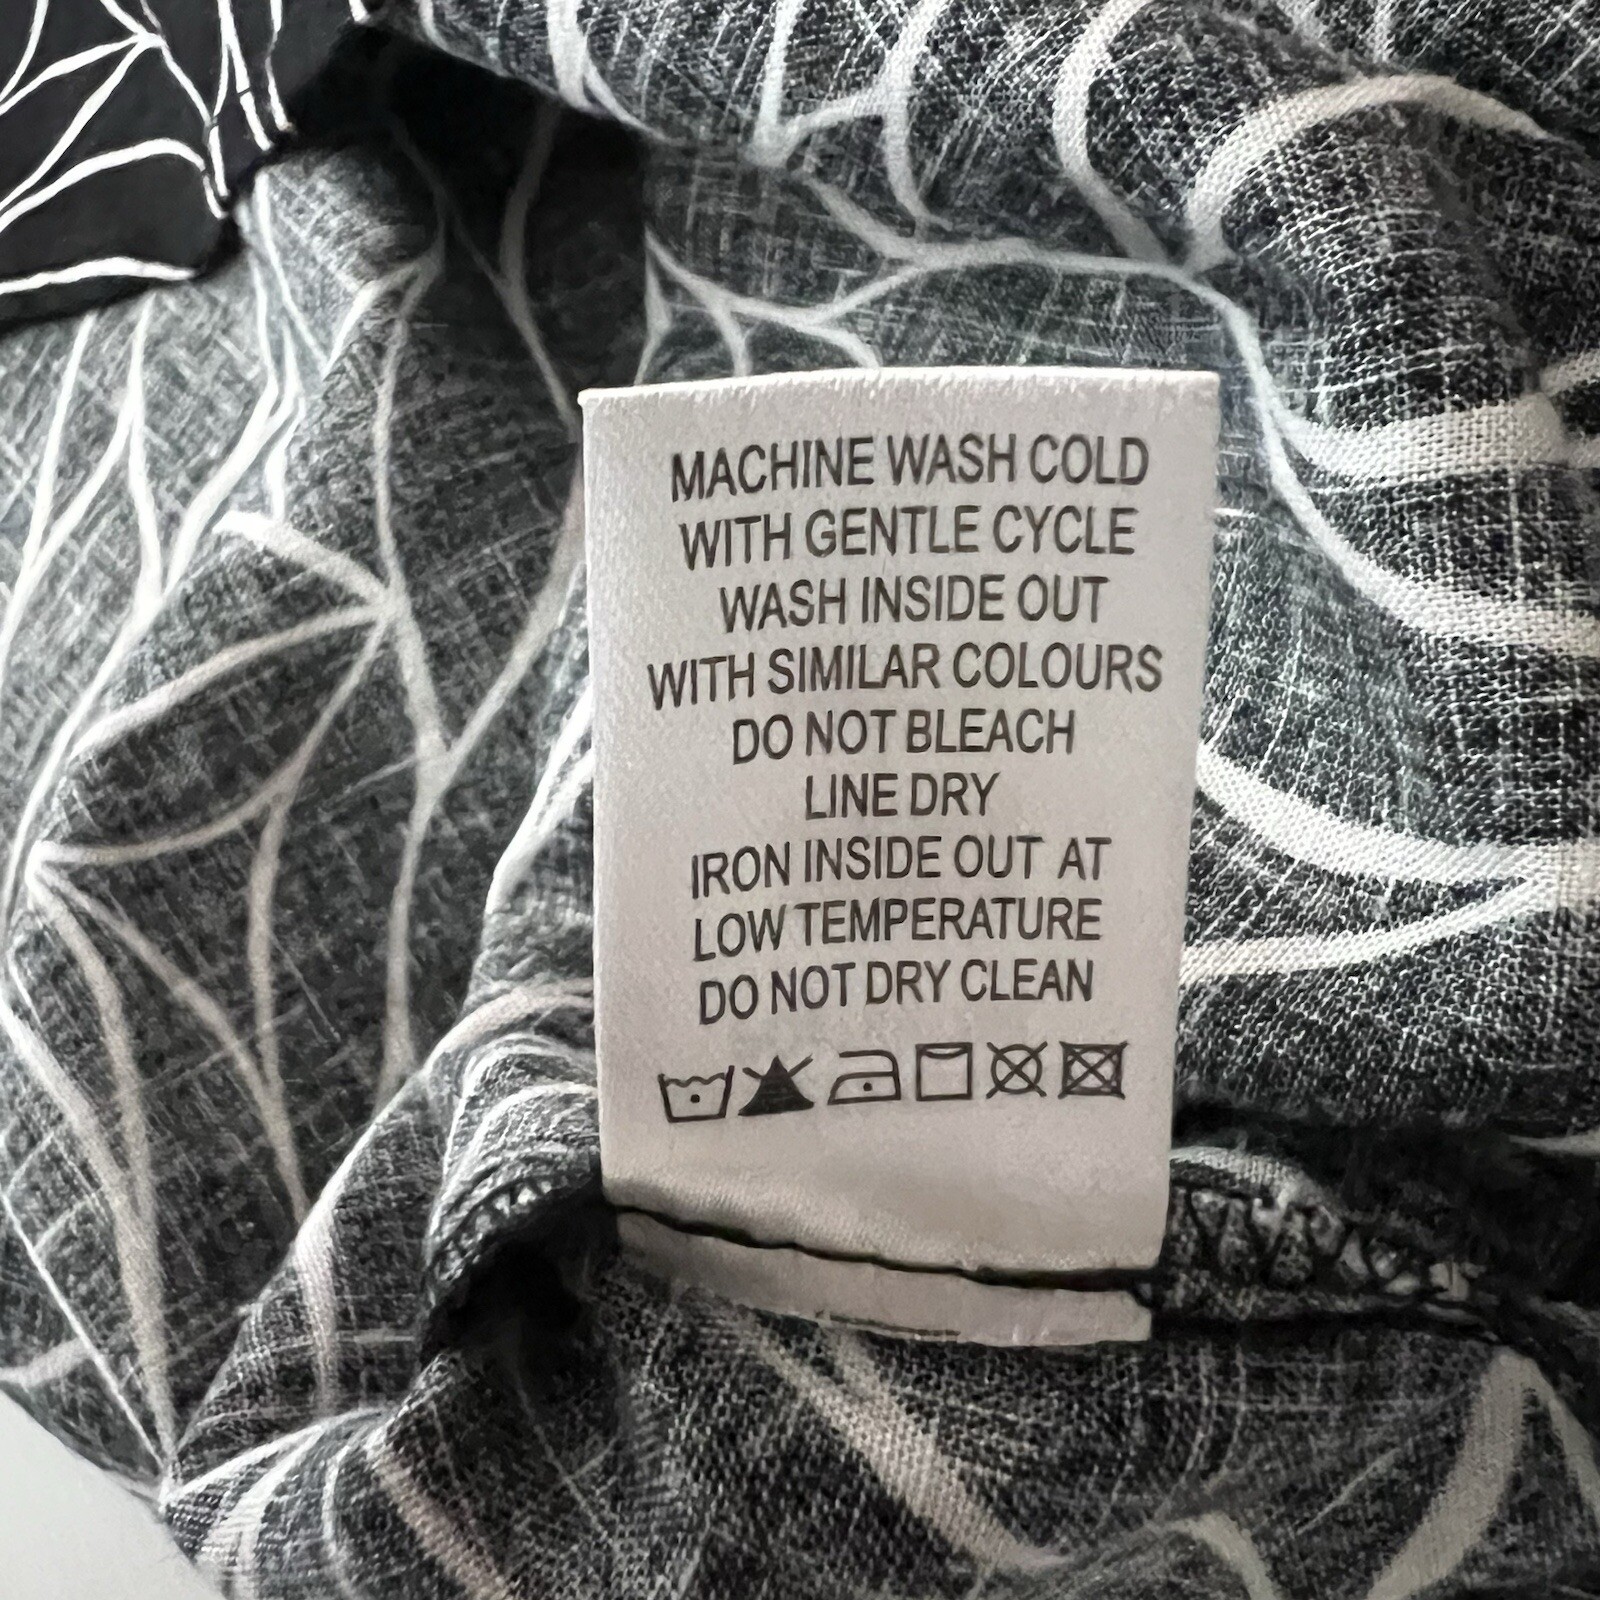 MACHINE WASH COLD
WITH GENTLE CYCLE
WASH INSIDE OUT
WITH SIMILAR COLOURS
DO NOT BLEACH
LINE DRY
IRON INSIDE OUT AT
LOW TEMPERATURE
DO NOT DRY CLEAN